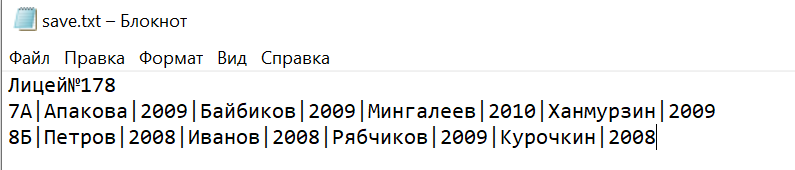 save.txt – Блокнот
Файл Правка Формат Вид Справка
Лицей№178
7А|Апакова|2009|Байбиков|2009|Мингалеев|2010|Ханмурзин|2009
8Б|Петров|2008|Иванов|2008|Рябчиков|2009|Курочкин|2008